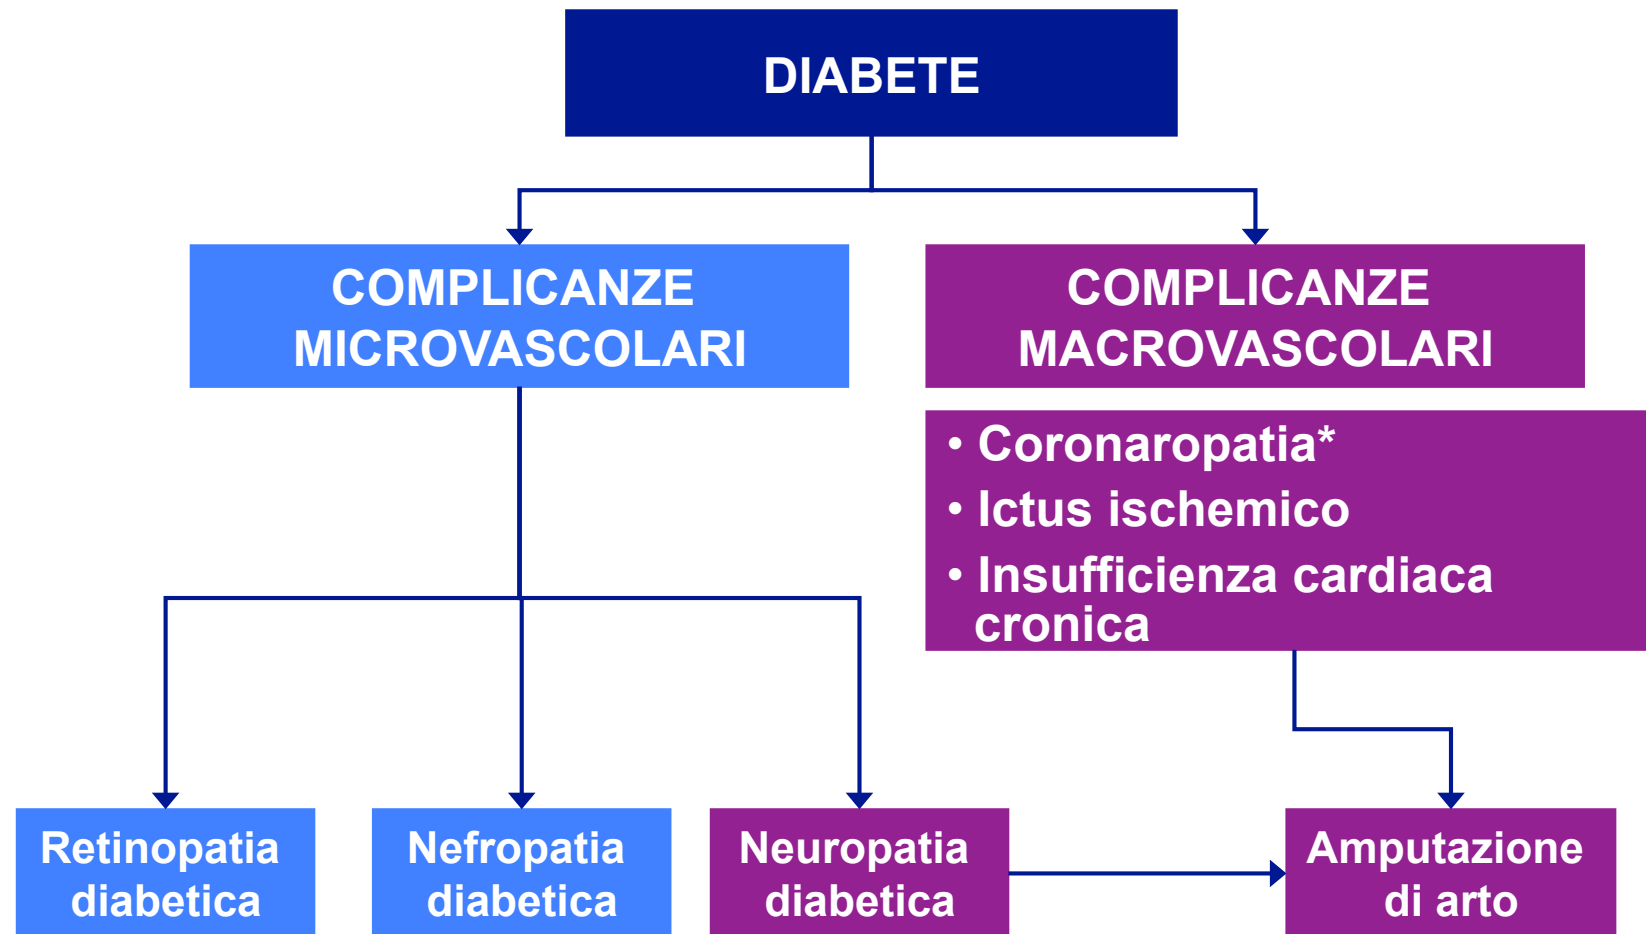 DIABETE
COMPLICANZE
MICROVASCOLARI
COMPLICANZE
MACROVASCOLARI
• Coronaropatia*
• Ictus ischemico
• Insufficienza cardiaca
cronica
Retinopatia
diabetica
Nefropatia
diabetica
Neuropatia
diabetica
Amputazione
di arto